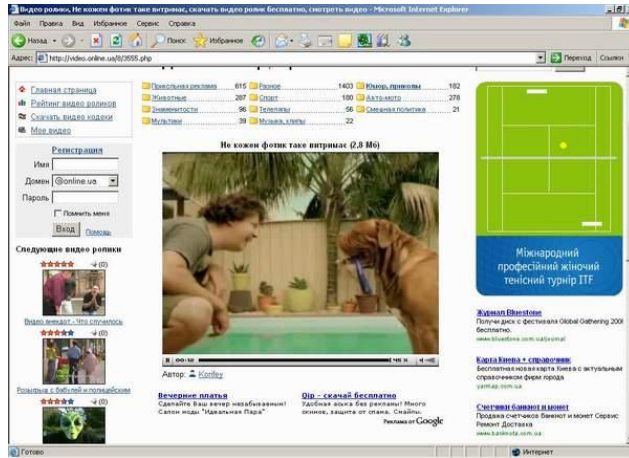 Видео ролики, Не кожен фотик таке витримає, скачать видео ролик бесплатно, смотреть видео - Microsoft Internet Explorer
Файл Правка Вид Избранное Сервис Справка
Назад Поиск Избранное
Адрес: http://video.online.ua/8/3555.php Переход Ссылки
Главная страница
Рейтинг видео роликов
Скачать видео кодеки
Мое видео
Прикольная реклама 615 Разное 1403 Юмор, приколы 182
Животные 287 Спорт 180 Авто-мото 278
Знаменитости 96 Телеляпы 56 Смешная политика 21
Мультики 39 Музыка, клипы 22
Регистрация
Имя
Домен @online.ua
Пароль
Помнить меня
Вход Помощь
Следующие видео ролики
(0)
Видео анекдот - Что случилось
(0)
Розыгрыш с бабулей и полицейским
(0)
Не кожен фотик таке витримає (2,8 Мб)
00:12
Автор: Konfey
Вечерние платья
Сделайте Ваш вечер незабываемым!
Салон моды "Идеальная Пара"
Qip - скачай бесплатно
Удобная аська без рекламы! Много
окнное, защита от спама. Смайлы.
Реклама от Google
Міжнародний
професійний жіночий
тенісний турнір ITF
Журнал Bluestone
Получи диск с фестиваля Global Gathering 2008
бесплатно.
www.bluestone.com.ua/journal
Карта Киева + справочник
Бесплатная новая карта Киева с актуальным
справочником фирм города
yarmap.com.ua
Счетчики банкнот и монет
Продажа счетчиков банкнот и монет Сервис
Ремонт Доставка
www.banknota.com.ua
Готово Интернет